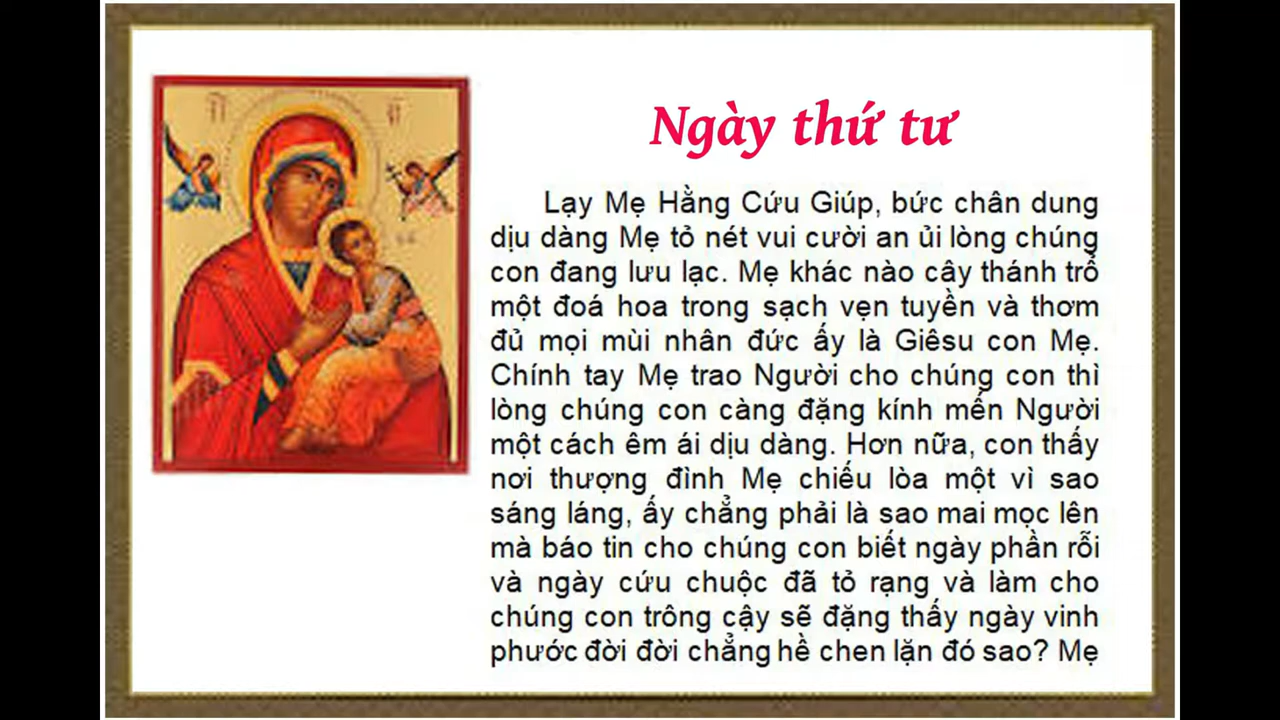 Ngày thứ tư
Lạy Mẹ Hằng Cứu Giúp, bức chân dung
dịu dàng Mẹ tỏ nét vui cười an ủi lòng chúng
con đang lưu lạc. Mẹ khác nào cây thánh trổ
một đoá hoa trong sạch vẹn tuyền và thơm
đủ mọi mùi nhân đức ấy là Giêsu con Mẹ.
Chính tay Mẹ trao Người cho chúng con thì
lòng chúng con càng đặng kính mến Người
một cách êm ái dịu dàng. Hơn nữa, con thấy
nơi thượng đình Mẹ chiếu lòa một vì sao
sáng láng, ấy chẳng phải là sao mai mọc lên
mà báo tin cho chúng con biết ngày phần rỗi
và ngày cứu chuộc đã tỏ rạng và làm cho
chúng con trông cậy sẽ đặng thấy ngày vinh
phước đời đời chẳng hề chen lặn đó sao? Mẹ